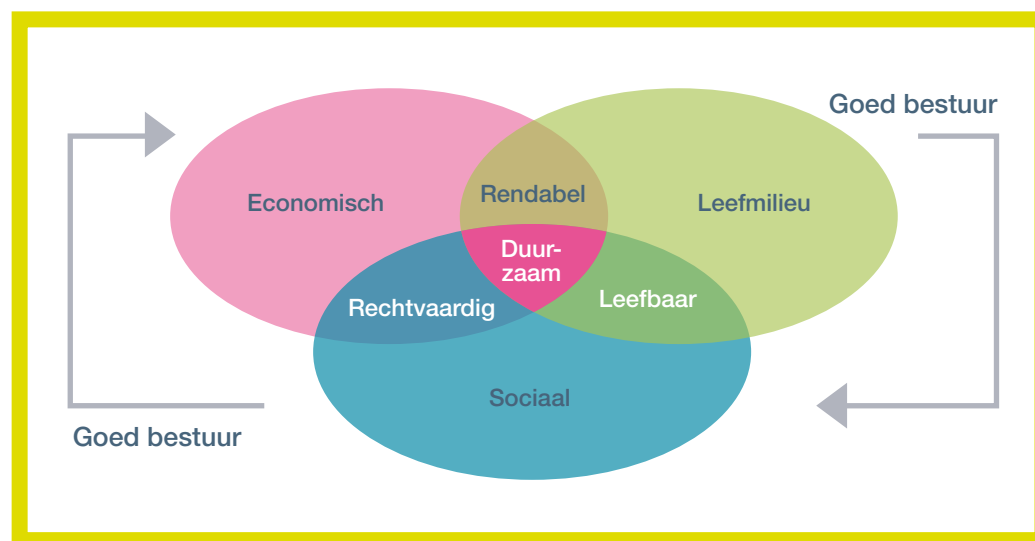 Goed bestuur
Economisch
Rendabel
Leefmilieu
Duur-
zaam
Rechtvaardig
Leefbaar
Sociaal
Goed bestuur